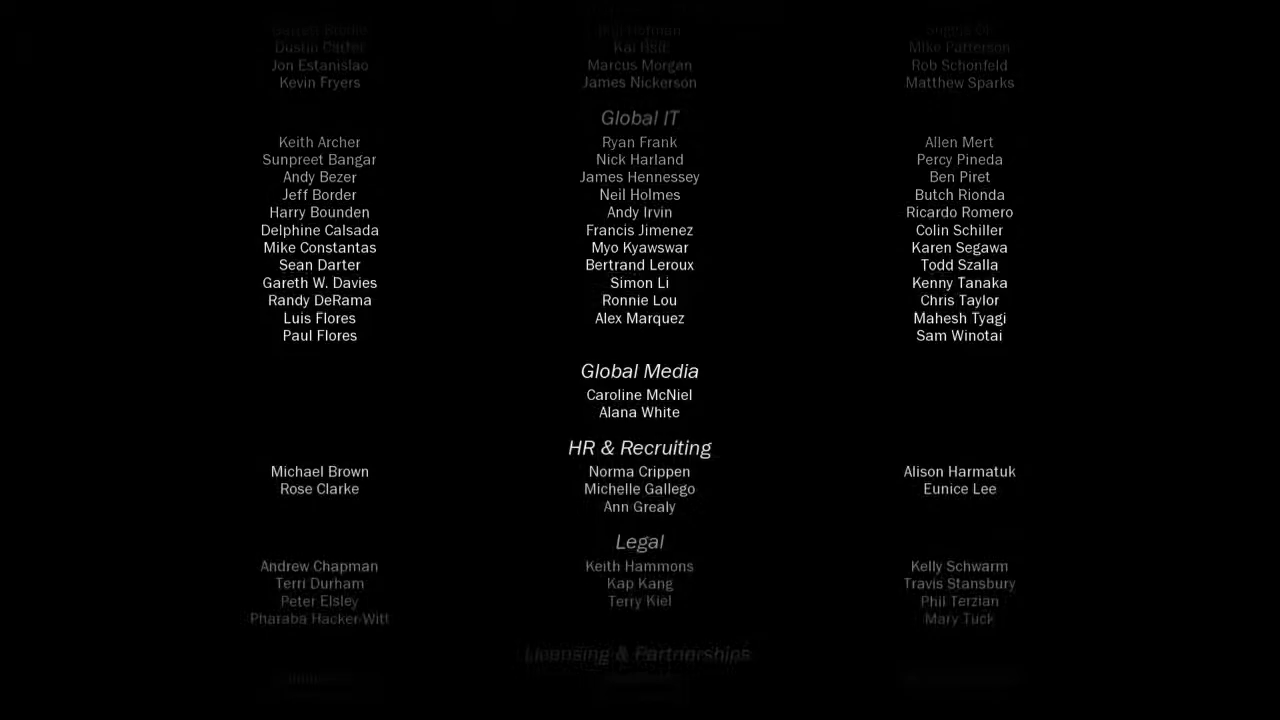 Dustin Carter Kai Hsie Mike Patterson
Jon Estanislao Marcus Morgan Rob Schonfeld
Kevin Fryers James Nickerson Matthew Sparks
Global IT
Keith Archer Ryan Frank Allen Mert
Sunpreet Bangar Nick Harland Percy Pineda
Andy Bezer James Hennessey Ben Piret
Jeff Border Neil Holmes Butch Rionda
Harry Bounden Andy Irvin Ricardo Romero
Delphine Calsada Francis Jimenez Colin Schiller
Mike Constantas Myo Kyawswar Karen Segawa
Sean Darter Bertrand Leroux Todd Szalla
Gareth W. Davies Simon Li Kenny Tanaka
Randy DeRama Ronnie Lou Chris Taylor
Luis Flores Alex Marquez Mahesh Tyagi
Paul Flores Sam Winotai
Global Media
Caroline McNiel
Alana White
HR & Recruiting
Michael Brown Norma Crippen Alison Harmatuk
Rose Clarke Michelle Gallego Eunice Lee
Ann Grealy
Legal
Andrew Chapman Keith Hammons Kelly Schwarm
Terri Durham Kap Kang Travis Stansbury
Peter Elsley Terry Kiel Phil Terzian
Pharaba Hacker-Witt Mary Tuck
Licensing & Partnerships